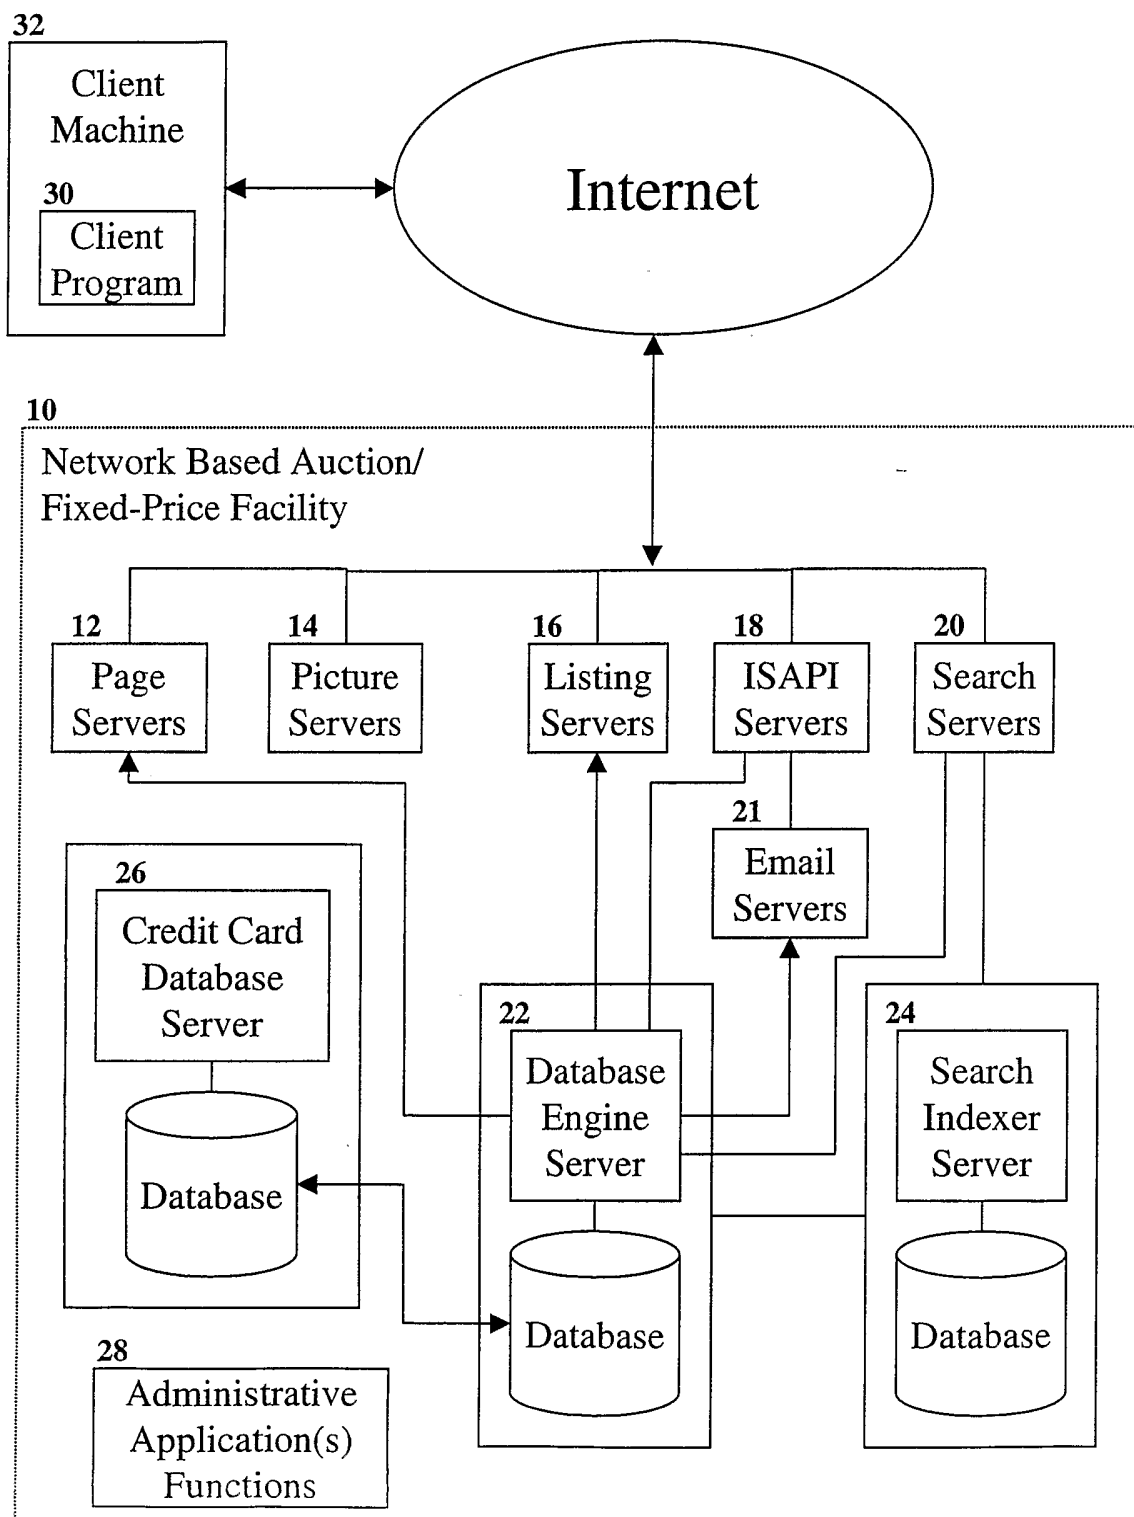 32
Client
Machine
30
Client
Program
Internet
10
Network Based Auction/
Fixed-Price Facility
12
Page
Servers
14
Picture
Servers
16
Listing
Servers
18
ISAPI
Servers
20
Search
Servers
21
Email
Servers
26
Credit Card
Database
Server
Database
22
Database
Engine
Server
Database
24
Search
Indexer
Server
Database
28
Administrative
Application(s)
Functions